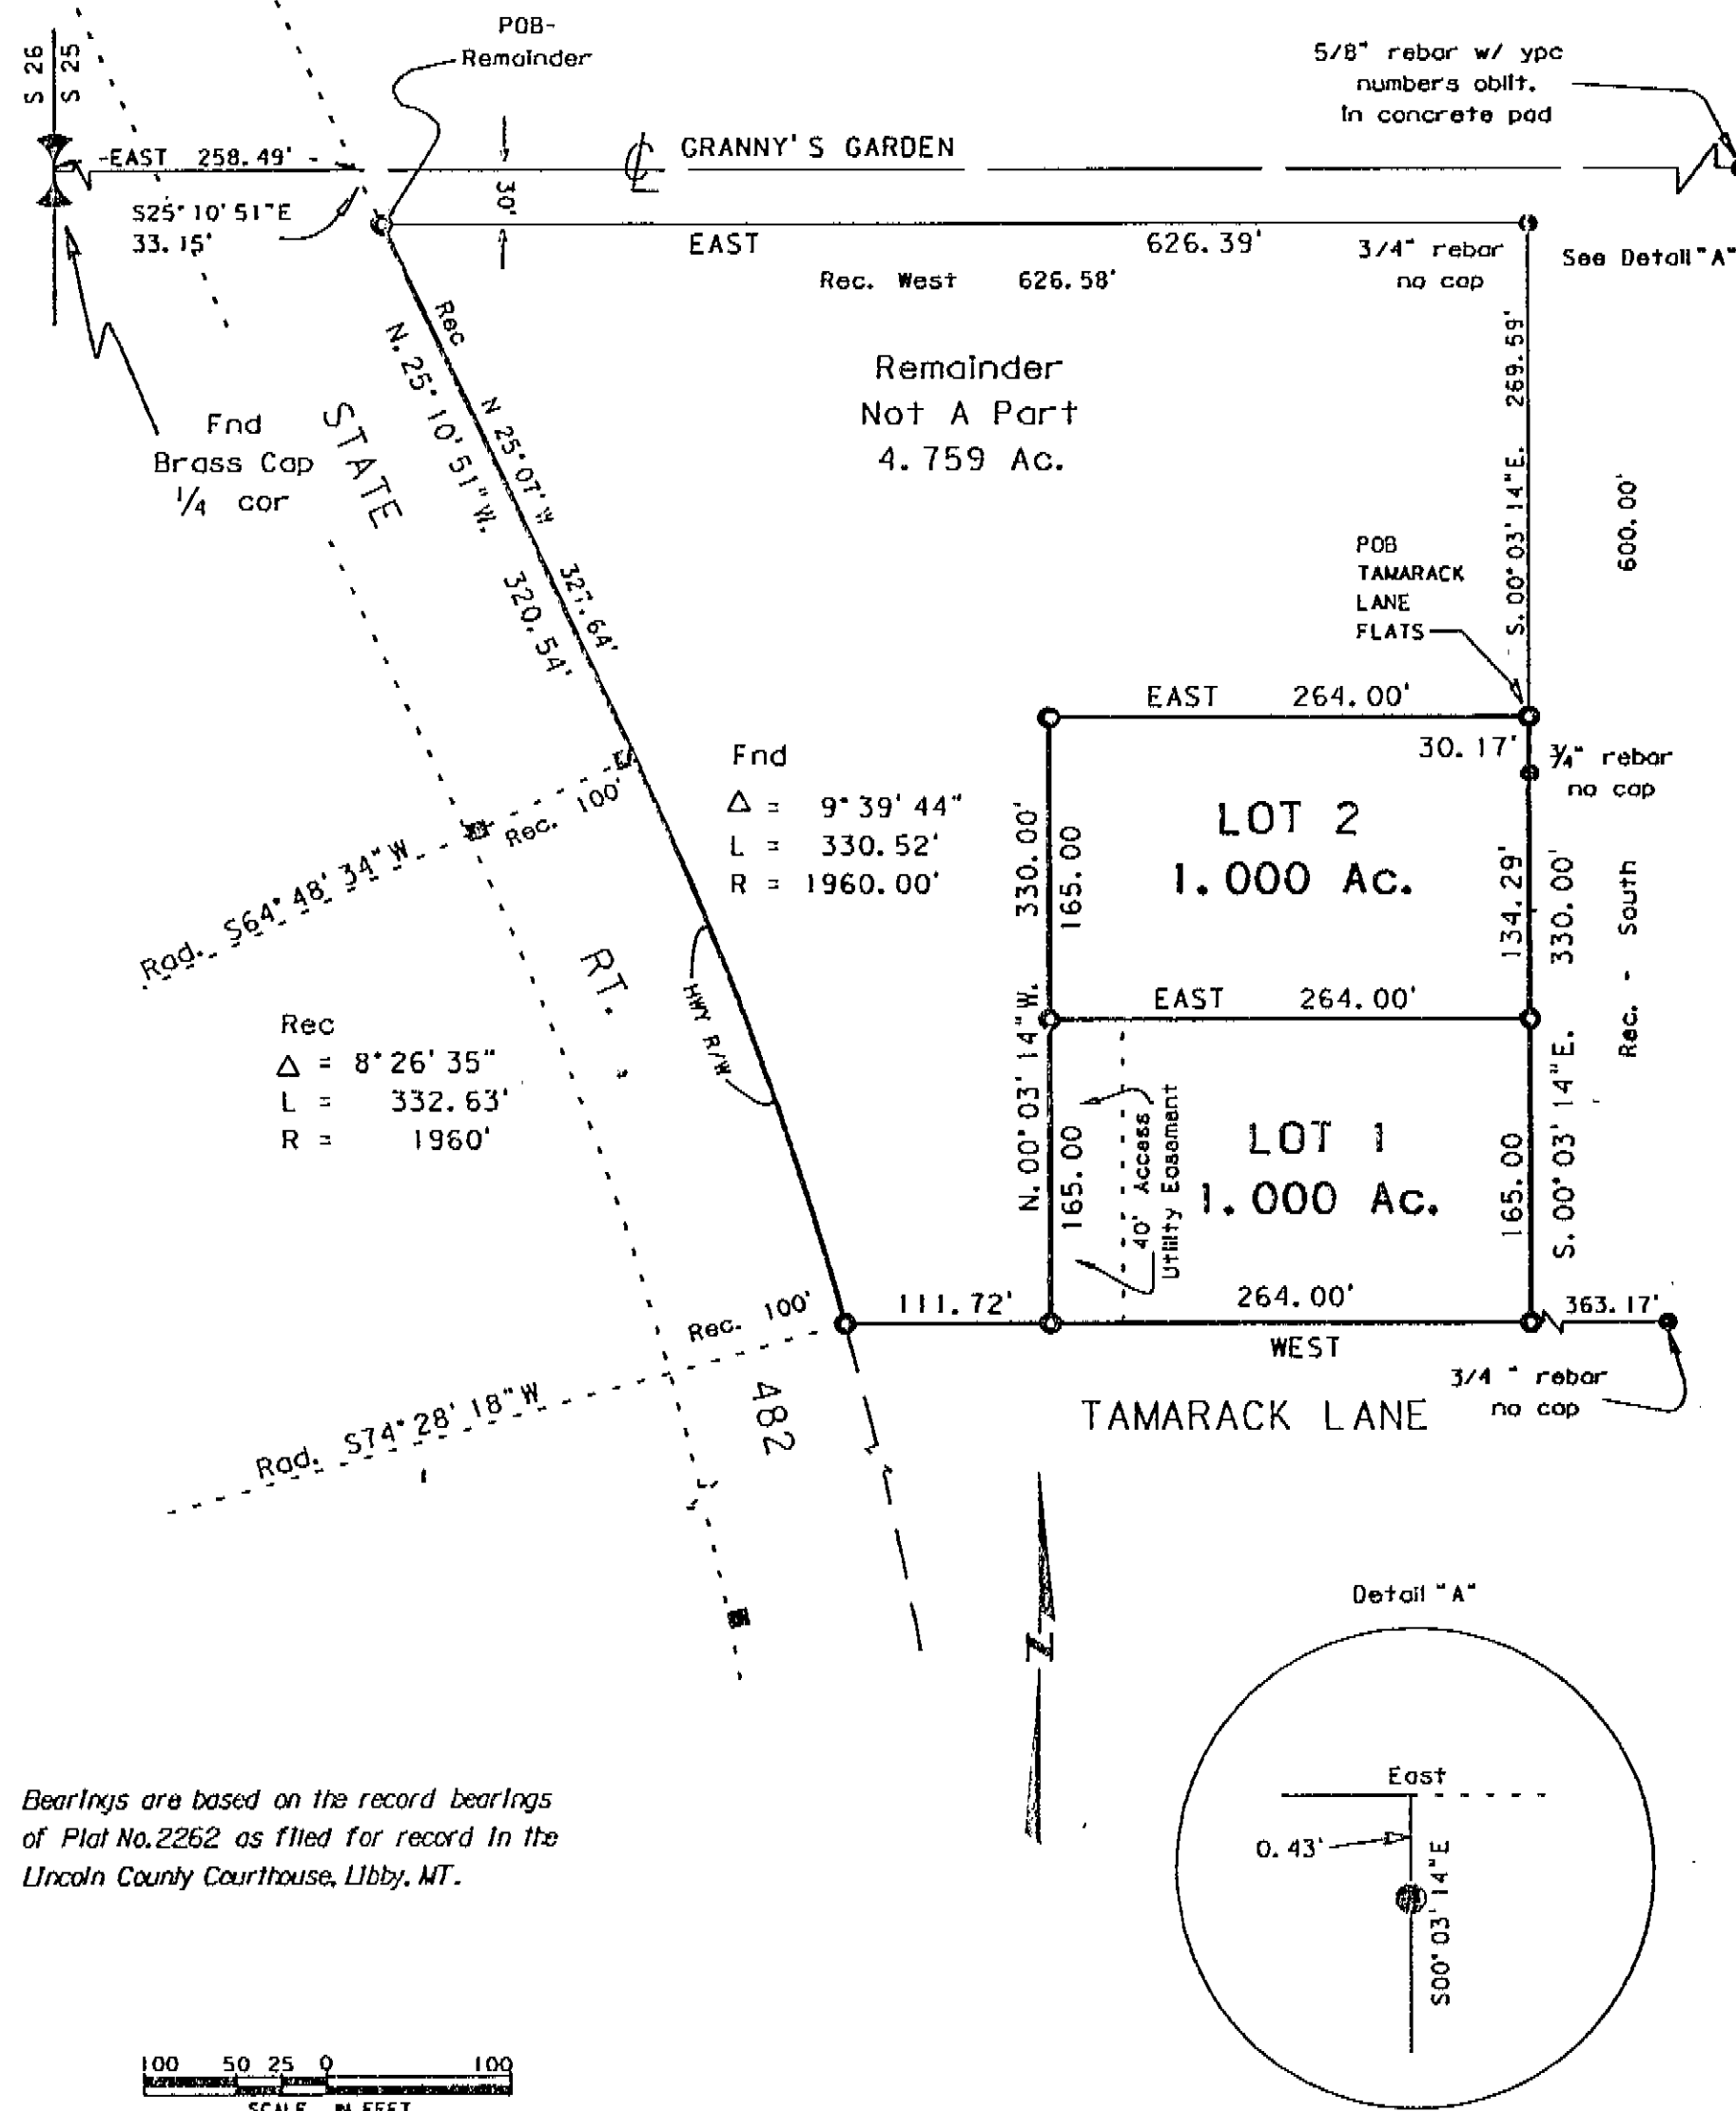 S 26
S 25
POB-
Remainder
5/8" rebar w/ ypc
numbers oblit.
in concrete pad
EAST 258.49'
GRANNY'S GARDEN
S25°10'51"E
33.15'
30'
EAST 626.39'
Rec. West 626.58'
3/4" rebar
no cap
See Detail "A"
Fnd
Brass Cap
1/4 cor
STATE
RT.
482
Rec N 25°07' W 327.64'
N. 25°10'51" W. 320.54'
Remainder
Not A Part
4.759 Ac.
S. 00°03'14"E. 269.59'
600.00'
POB
TAMARACK
LANE
FLATS
EAST 264.00'
30.17'
3/4" rebar
no cap
Fnd
Δ = 9°39'44"
L = 330.52'
R = 1960.00'
Rec. 100'
Rad. S64°48'34"W
N. 00°03'14"W. 330.00'
165.00
LOT 2
1.000 Ac.
134.29'
S. 00°03'14"E. 330.00'
Rec. - South
HWY R/W
EAST 264.00'
Rec
Δ = 8°26'35"
L = 332.63'
R = 1960'
165.00
40' Access
Utility Easement
LOT 1
1.000 Ac.
165.00
Rec. 100'
Rad. S74°28'18"W
111.72'
264.00'
363.17'
WEST
TAMARACK LANE
3/4 " rebar
no cap
N
Detail "A"
East
0.43'
S00°03'14"E
Bearings are based on the record bearings
of Plat No.2262 as filed for record in the
Lincoln County Courthouse, Libby, MT.
100 50 25 0 100
SCALE IN FEET